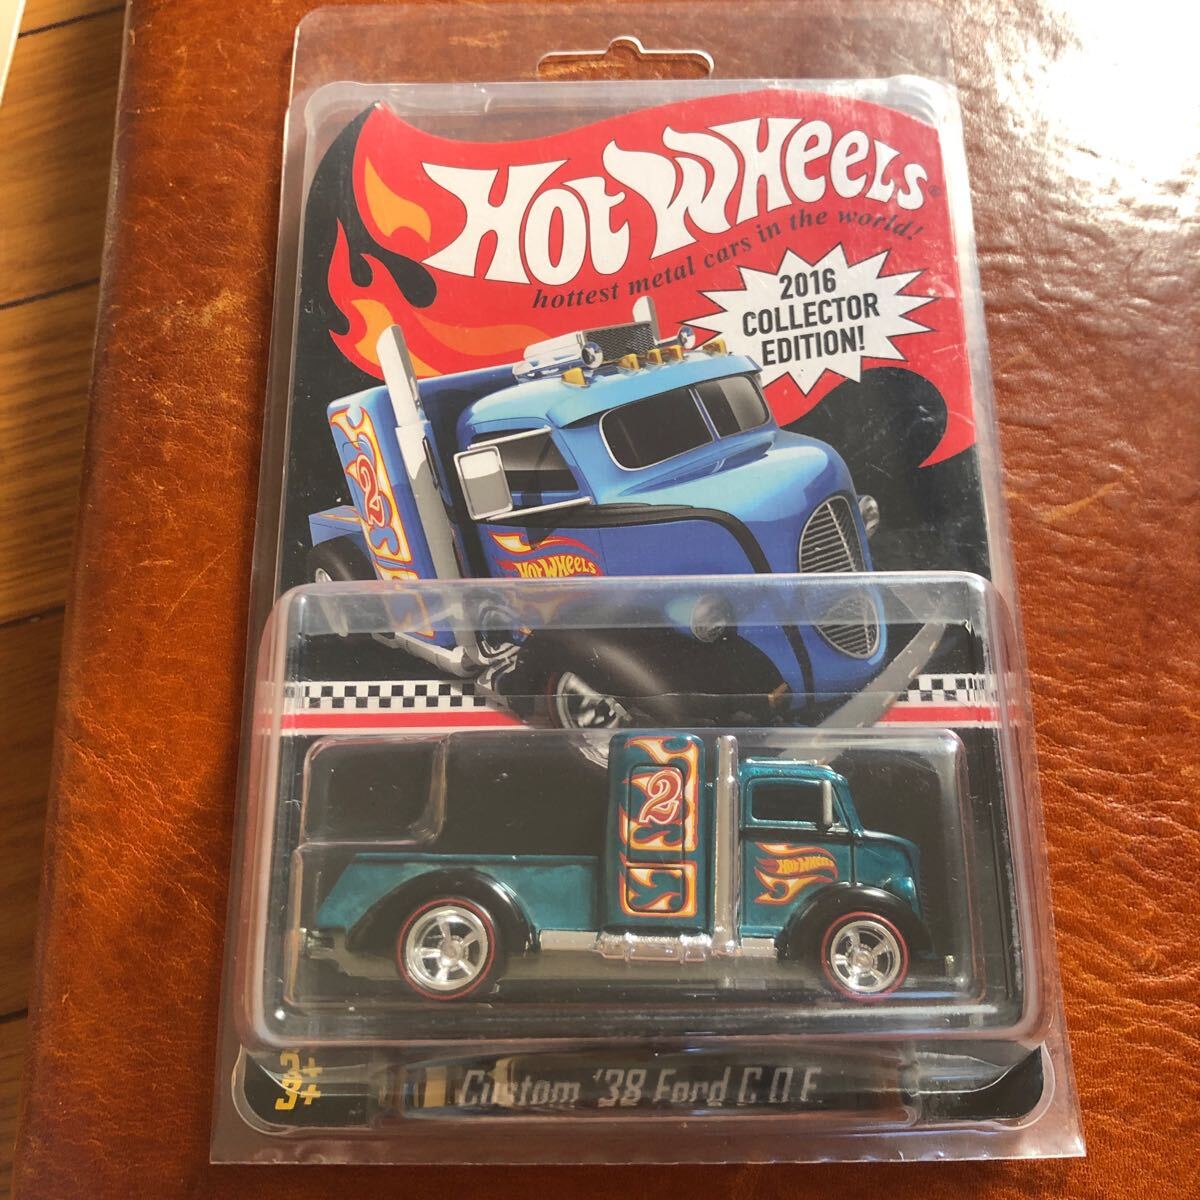 Hot Wheels®
hottest metal cars in the world!
2016
COLLECTOR
EDITION!
2
Hot Wheels
2
Hot Wheels
3+
3+
Custom '38 Ford C.O.E.